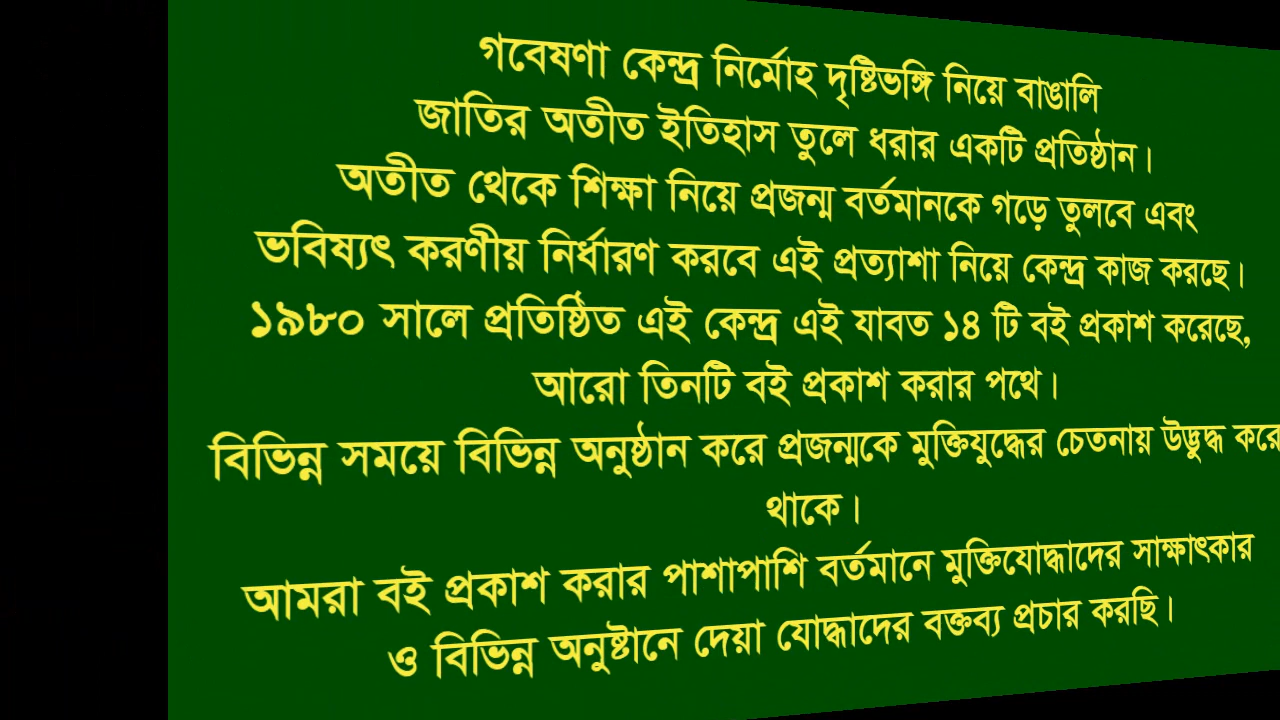 গবেষণা কেন্দ্র নির্মোহ দৃষ্টিভঙ্গি নিয়ে বাঙালি
জাতির অতীত ইতিহাস তুলে ধরার একটি প্রতিষ্ঠান।
অতীত থেকে শিক্ষা নিয়ে প্রজন্ম বর্তমানকে গড়ে তুলবে এবং
ভবিষ্যৎ করণীয় নির্ধারণ করবে এই প্রত্যাশা নিয়ে কেন্দ্র কাজ করছে।
১৯৮০ সালে প্রতিষ্ঠিত এই কেন্দ্র এই যাবত ১৪ টি বই প্রকাশ করেছে,
আরো তিনটি বই প্রকাশ করার পথে।
বিভিন্ন সময়ে বিভিন্ন অনুষ্ঠান করে প্রজন্মকে মুক্তিযুদ্ধের চেতনায় উদ্ভুদ্ধ করে
থাকে।
আমরা বই প্রকাশ করার পাশাপাশি বর্তমানে মুক্তিযোদ্ধাদের সাক্ষাৎকার
ও বিভিন্ন অনুষ্টানে দেয়া যোদ্ধাদের বক্তব্য প্রচার করছি।